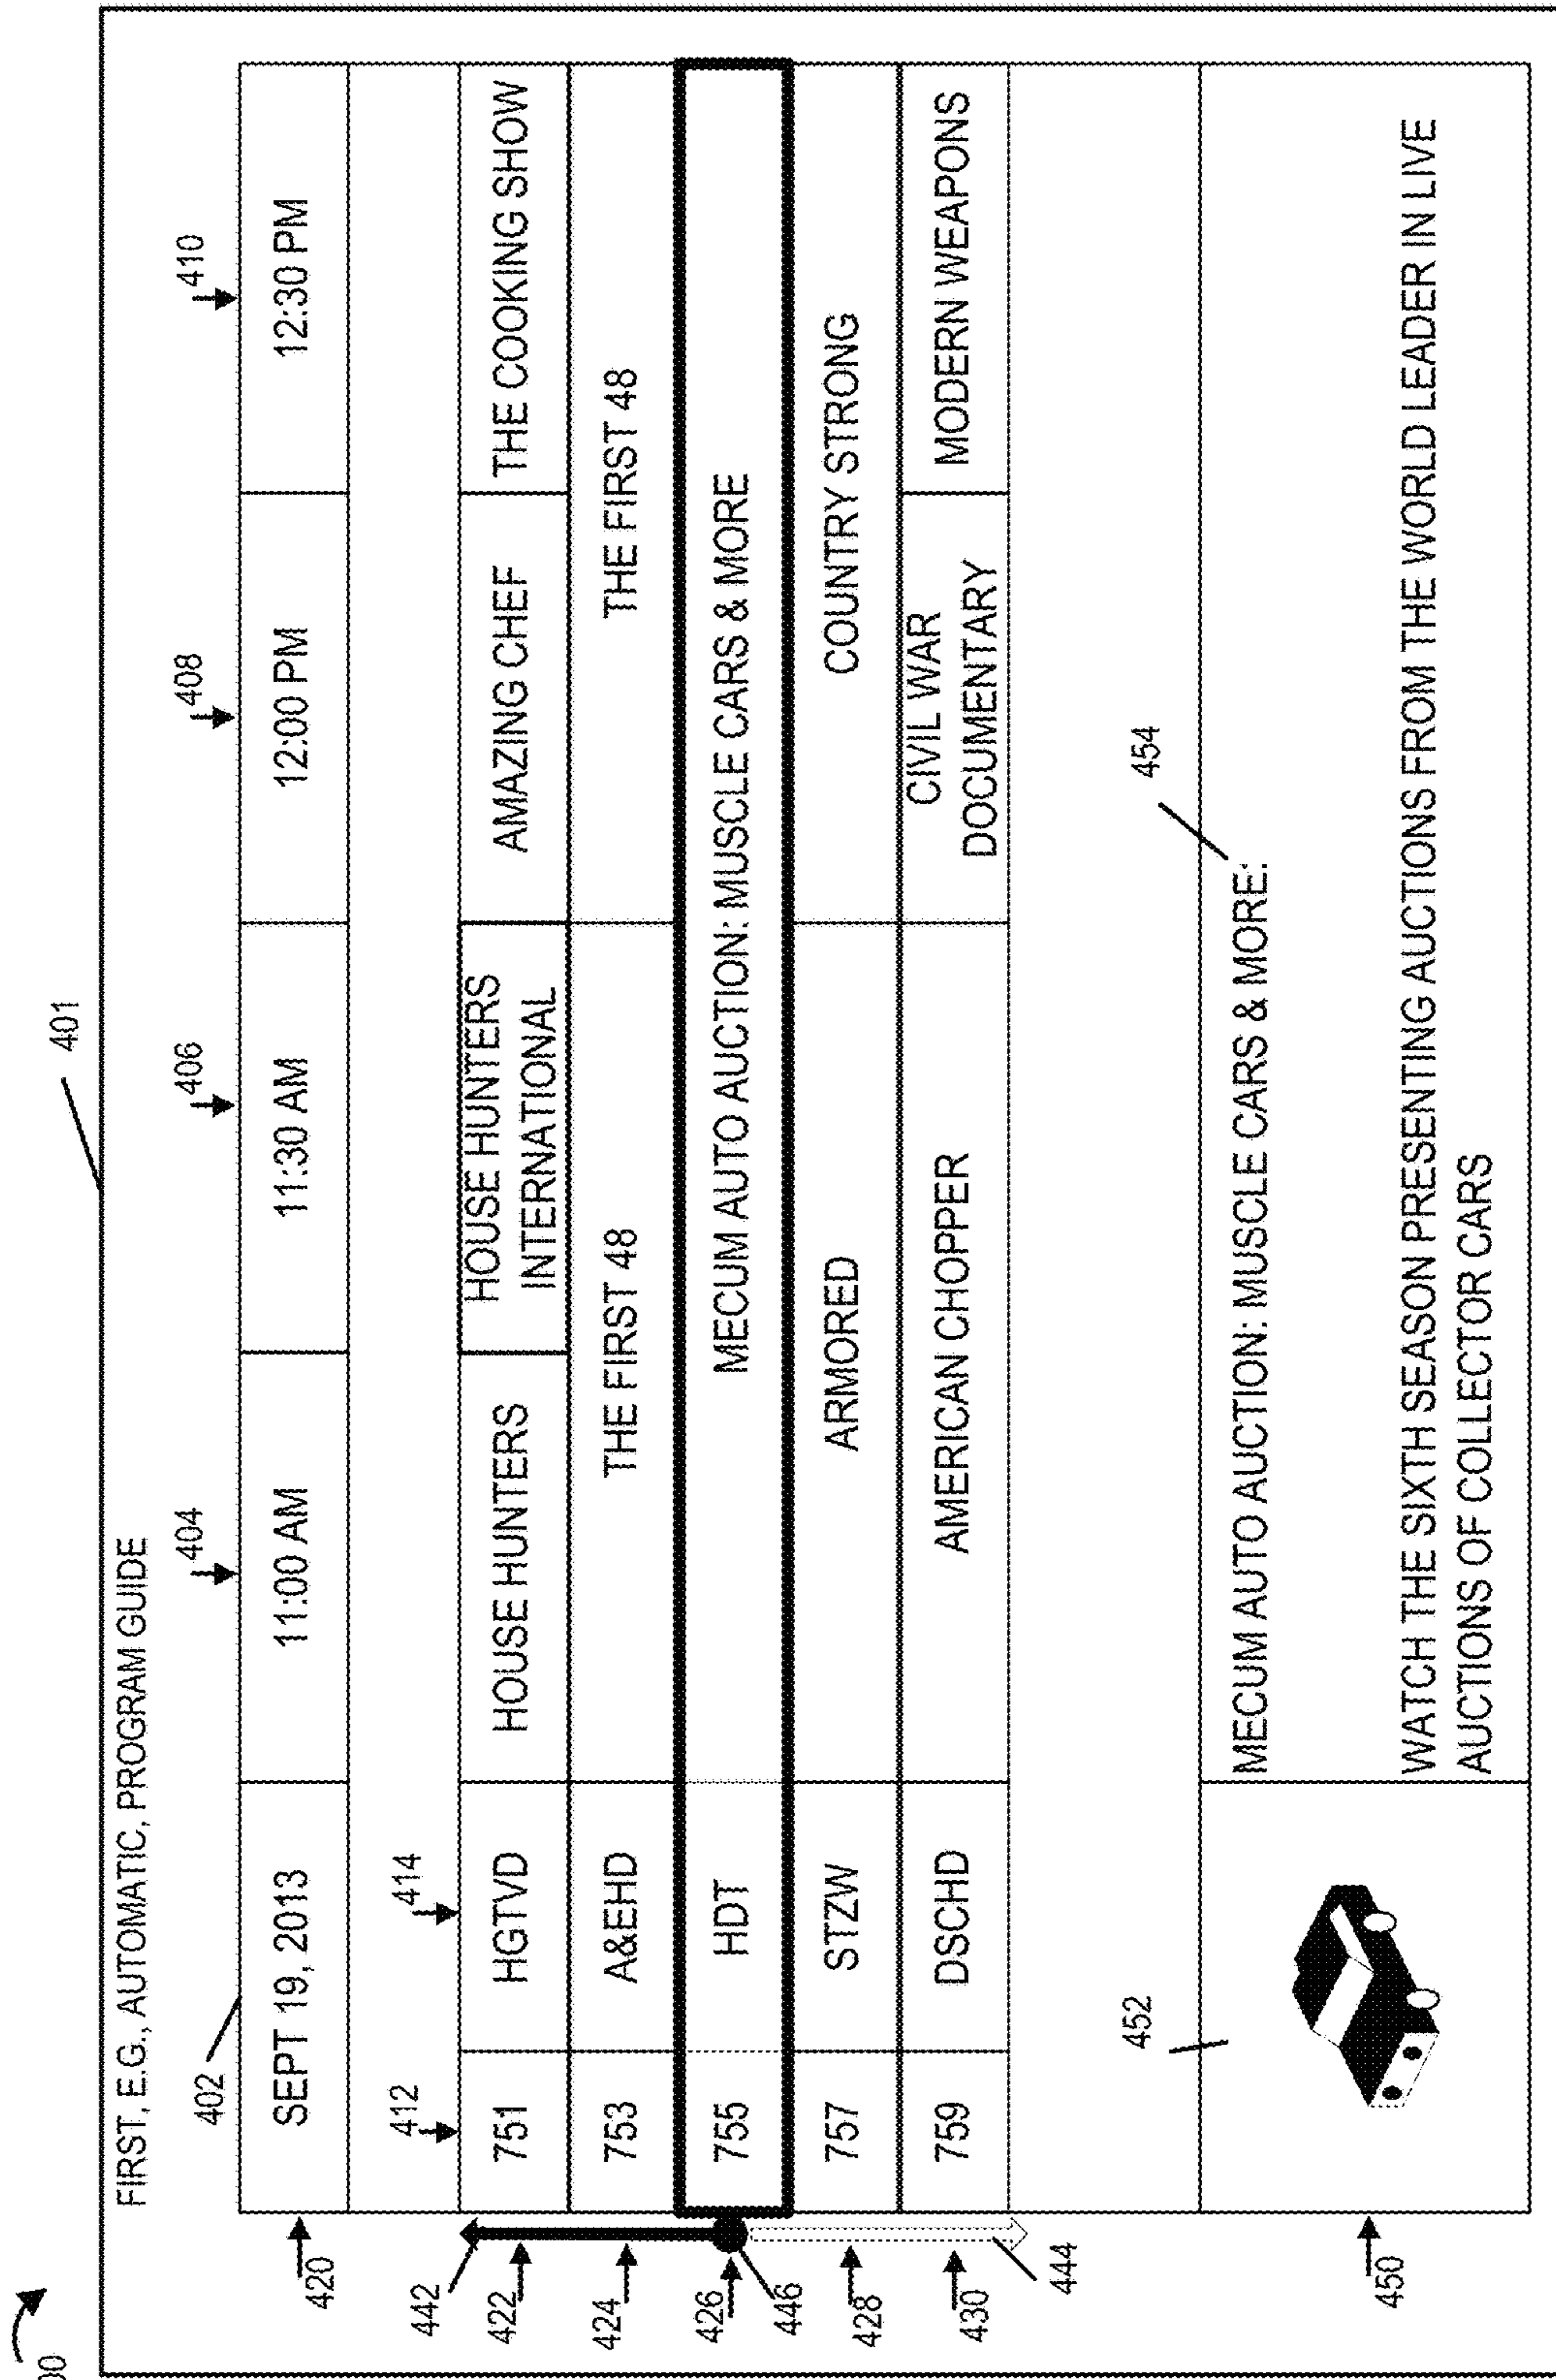 00
401
FIRST, E.G., AUTOMATIC, PROGRAM GUIDE
402
404
406
408
410
420
SEPT 19, 2013
11:00 AM
11:30 AM
12:00 PM
12:30 PM
412
414
442
422
751
HGTVD
HOUSE HUNTERS
HOUSE HUNTERS
INTERNATIONAL
AMAZING CHEF
THE COOKING SHOW
424
753
A&EHD
THE FIRST 48
THE FIRST 48
426
755
HDT
MECUM AUTO AUCTION: MUSCLE CARS & MORE
446
428
757
STZW
ARMORED
COUNTRY STRONG
430
759
DSCHD
AMERICAN CHOPPER
CIVIL WAR
DOCUMENTARY
MODERN WEAPONS
444
452
454
450
MECUM AUTO AUCTION: MUSCLE CARS & MORE:
WATCH THE SIXTH SEASON PRESENTING AUCTIONS FROM THE WORLD LEADER IN LIVE
AUCTIONS OF COLLECTOR CARS